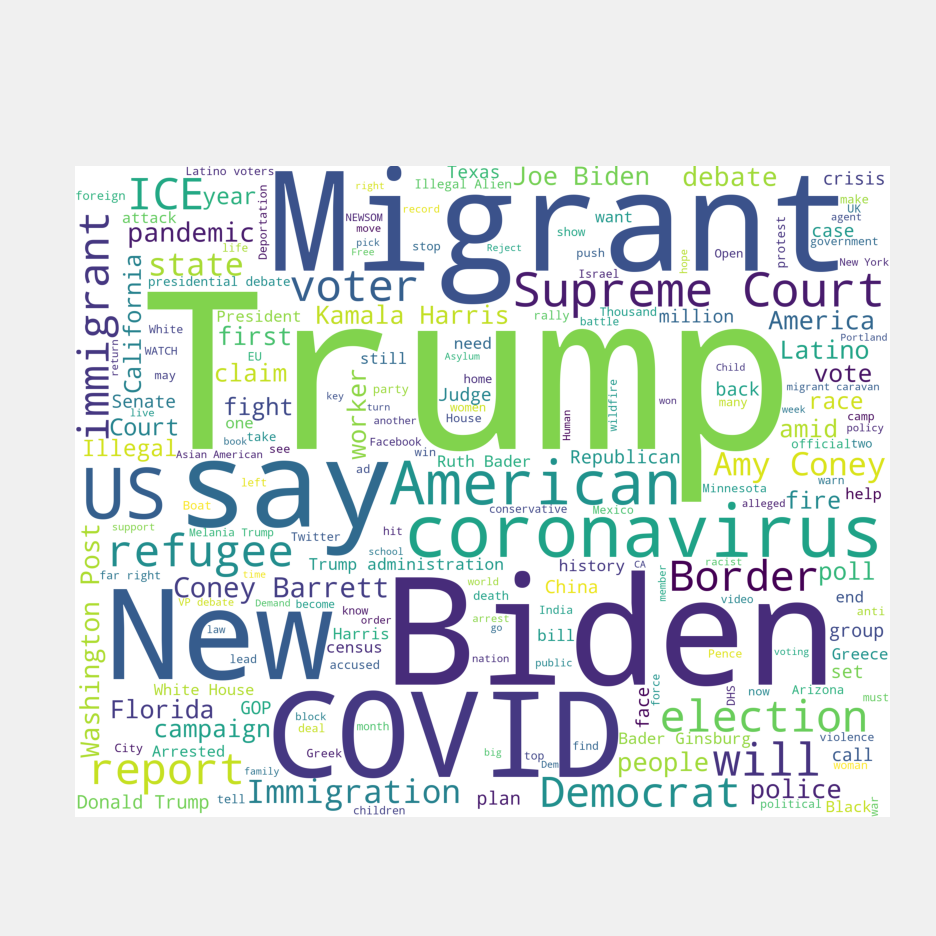 Latino voters
Texas
Joe Biden
debate
crisis
foreign
ICE
year
Deportation
Migrant
right
Illegal Alien
make
attack
NEWSOM
record
want
UK
agent
pandemic
move
show
protest
case
life
pick
Free
stop
Reject
push
hope
Open
government
immigrant
California
state
Israel
New York
presidential debate
voter
Supreme Court
President
Kamala Harris
rally
Thousand
million
America
battle
White
first
Trump
Portland
return
WATCH
EU
still
need
Asylum
Latino
may
claim
worker
home
Child
back
vote
migrant caravan
Senate
live
fight
key
party
Judge
women
wildfire
won
many
week
race
Court
one
book
take
turn
another
House
Human
amid
camp
policy
Illegal
Asian American
see
Facebook
win
officialtwo
US
say
ad
Ruth Bader
Republican
Amy Coney
left
American
Minnesota
warn
Boat
conservative
Mexico
alleged
fire
help
support
Melania Trump
Twitter
hit
coronavirus
Washington Post
refugee
school
far right
time
Trump administration
history
CA
racist
Border
poll
Coney Barrett
world
death
China
member
VP debate
Demand
become
know
order
New
Biden
India
video
end
anti
law
Harris
arrest
go
bill
group
lead
census
accused
nation
public
Pence
voting
Greece
White House
force
DHS
now
Arizona
set
must
Florida
GOP
COVID
face
election
campaign
block
deal
month
City
Arrested
Greek
big
top
Dem
find
Bader Ginsburg
violence
report
family
people
will
call
woman
Donald Trump
tell
Immigration
plan
Democrat
police
political
Black
war
children